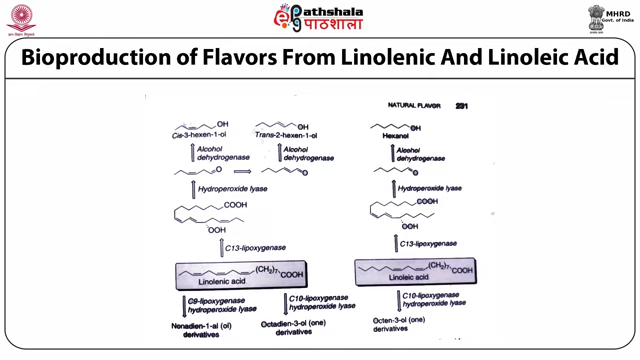 ePathshala
पाठशाला
MHRD
Govt. of India
Bioproduction of Flavors From Linolenic And Linoleic Acid
NATURAL FLAVOR 231
OH
Cis-3-hexen-1-ol
OH
Trans-2-hexen-1-ol
OH
Hexanol
Alcohol
dehydrogenase
Alcohol
dehydrogenase
Alcohol
dehydrogenase
O
O
O
Hydroperoxide lyase
Hydroperoxide lyase
COOH
OOH
COOH
OOH
C13-lipoxygenase
C13-lipoxygenase
(CH2)7
COOH
Linolenic acid
(CH2)7
COOH
Linoleic acid
C9-lipoxygenase
hydroperoxide lyase
C10-lipoxygenase
hydroperoxide lyase
C10-lipoxygenase
hydroperoxide lyase
Nonadien-1-al (ol)
derivatives
Octadien-3-ol (one)
derivatives
Octen-3-ol (one)
derivatives